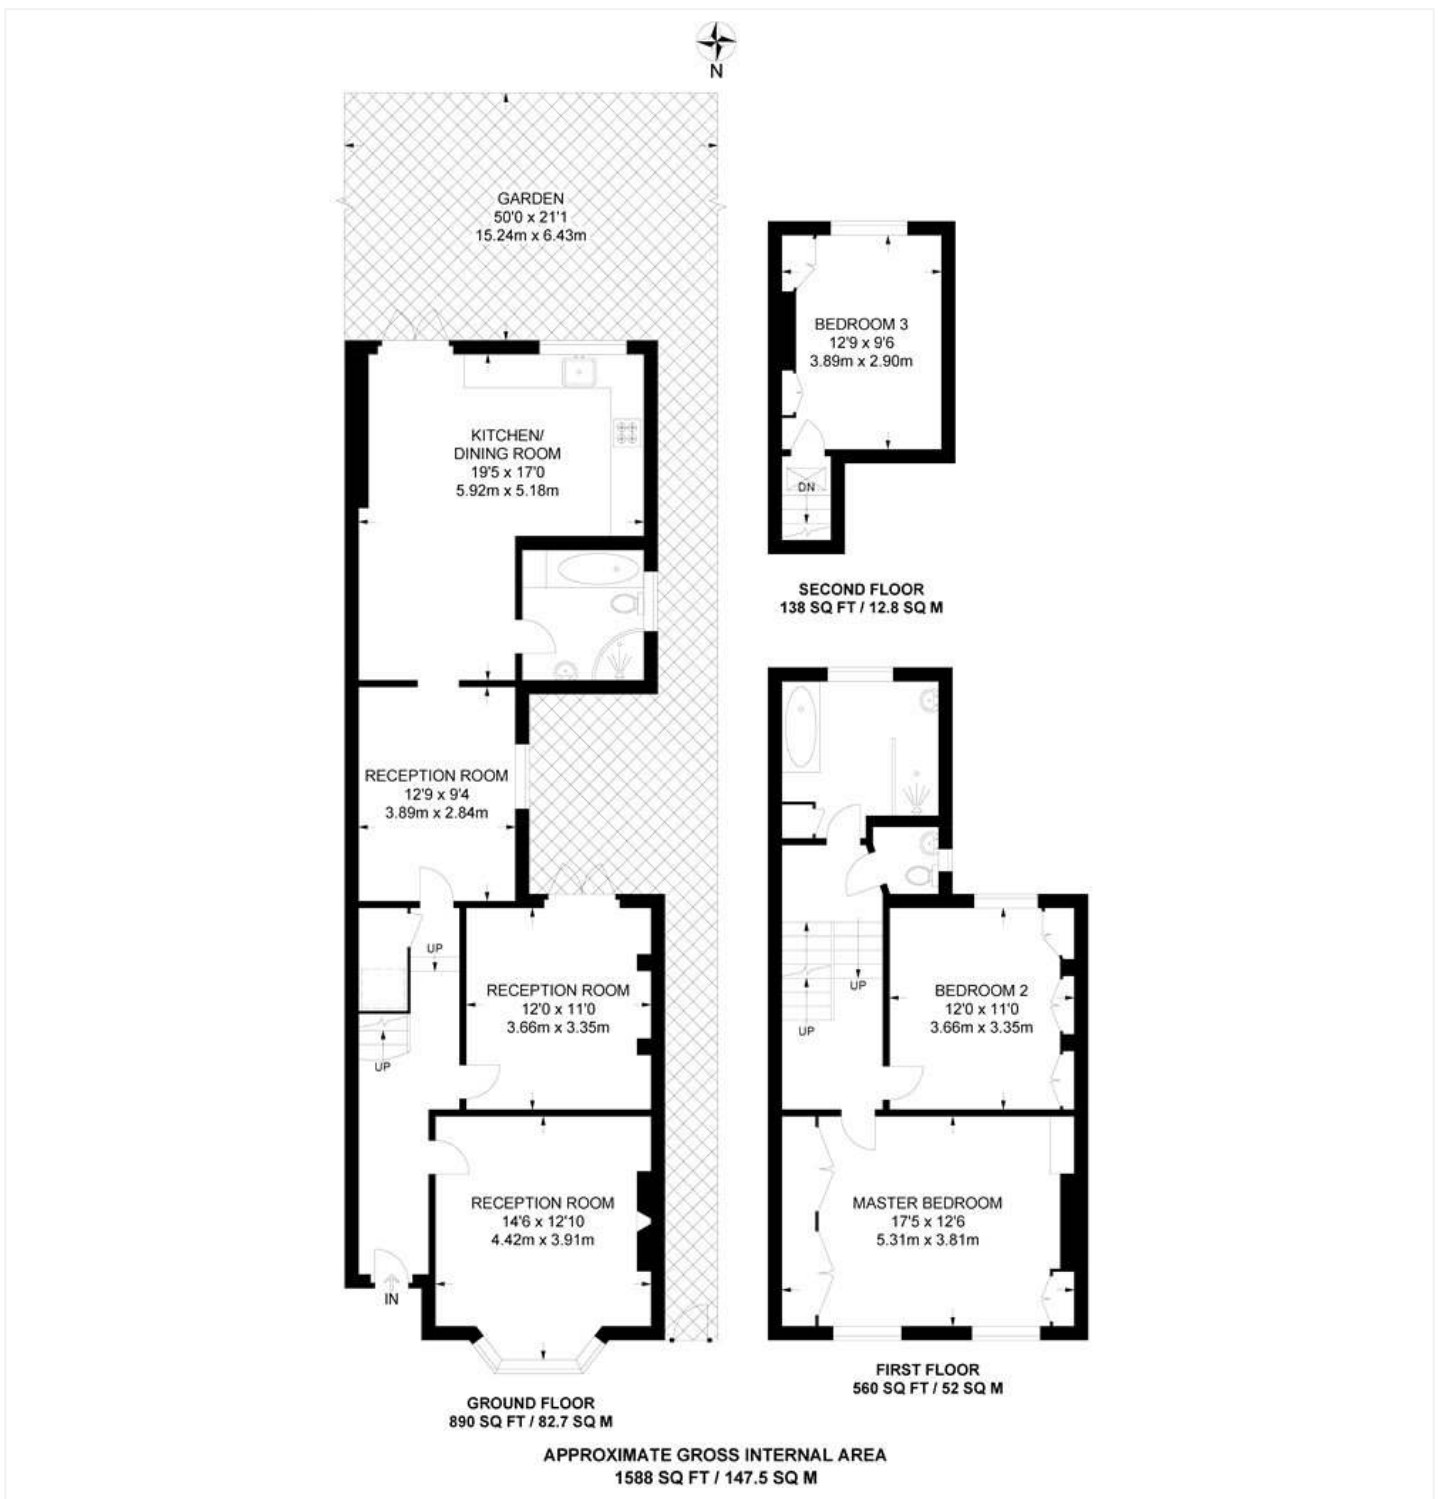 N
GARDEN
50'0 x 21'1
15.24m x 6.43m
KITCHEN/
DINING ROOM
19'5 x 17'0
5.92m x 5.18m
RECEPTION ROOM
12'9 x 9'4
3.89m x 2.84m
UP
RECEPTION ROOM
12'0 x 11'0
3.66m x 3.35m
UP
RECEPTION ROOM
14'6 x 12'10
4.42m x 3.91m
IN
GROUND FLOOR
890 SQ FT / 82.7 SQ M
BEDROOM 3
12'9 x 9'6
3.89m x 2.90m
DN
SECOND FLOOR
138 SQ FT / 12.8 SQ M
UP
UP
BEDROOM 2
12'0 x 11'0
3.66m x 3.35m
MASTER BEDROOM
17'5 x 12'6
5.31m x 3.81m
FIRST FLOOR
560 SQ FT / 52 SQ M
APPROXIMATE GROSS INTERNAL AREA
1588 SQ FT / 147.5 SQ M